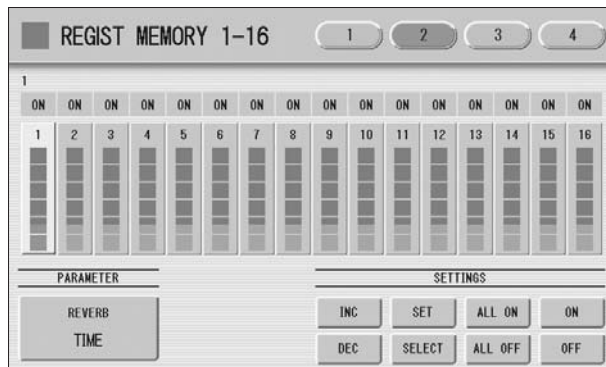 REGIST MEMORY 1-16 1 2 3 4
1
ON ON ON ON ON ON ON ON ON ON ON ON ON ON ON ON
1 2 3 4 5 6 7 8 9 10 11 12 13 14 15 16
PARAMETER SETTINGS
REVERB TIME
INC SET ALL ON ON
DEC SELECT ALL OFF OFF